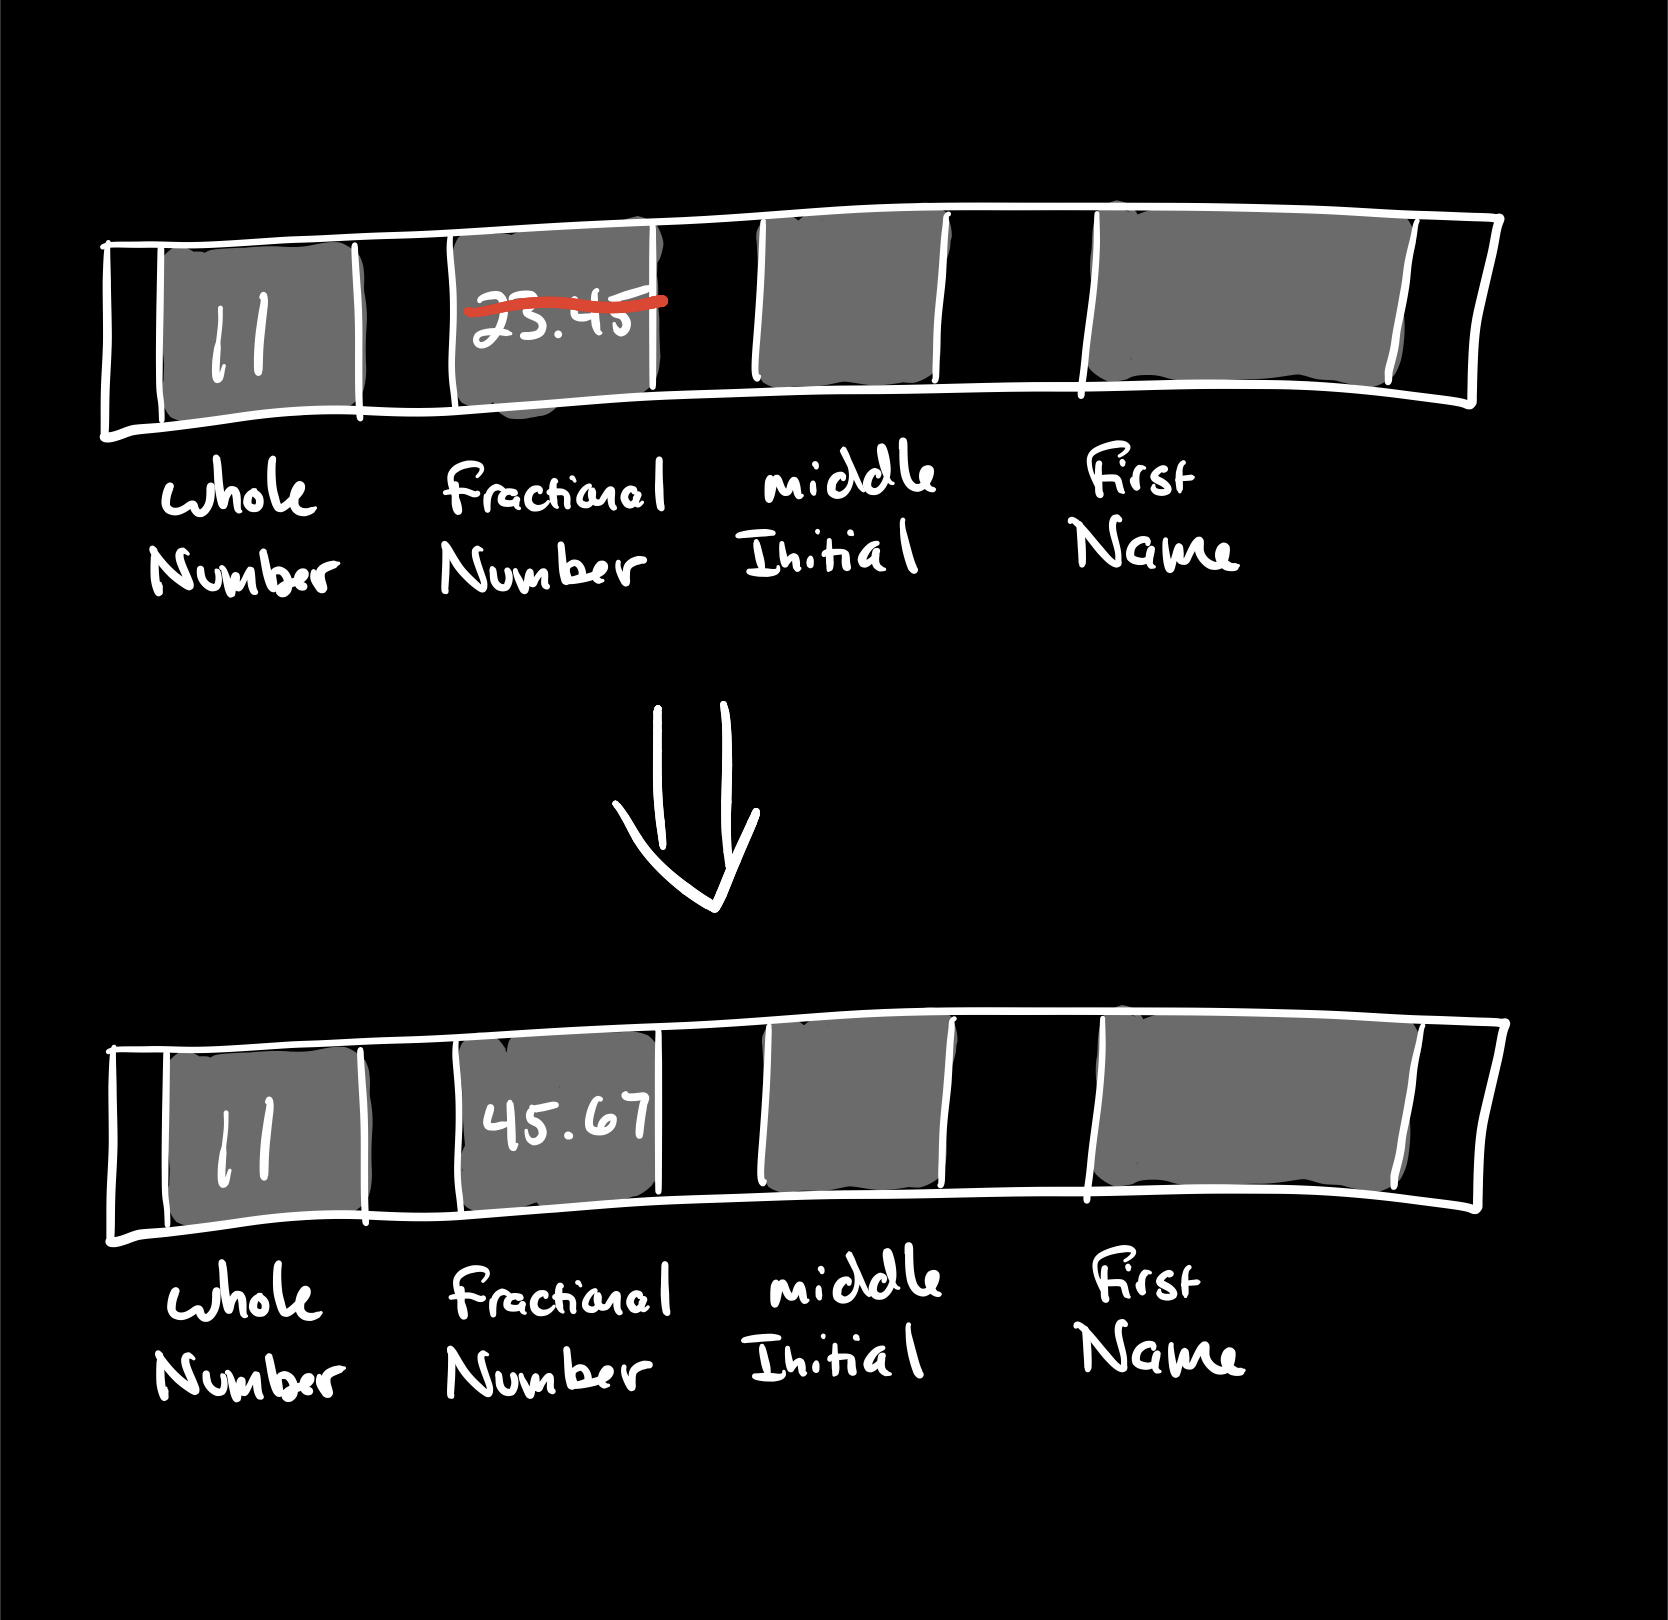 11
23.45
whole
Number
fractional
Number
middle
Initial
First
Name
11
45.67
whole
Number
fractional
Number
middle
Initial
First
Name